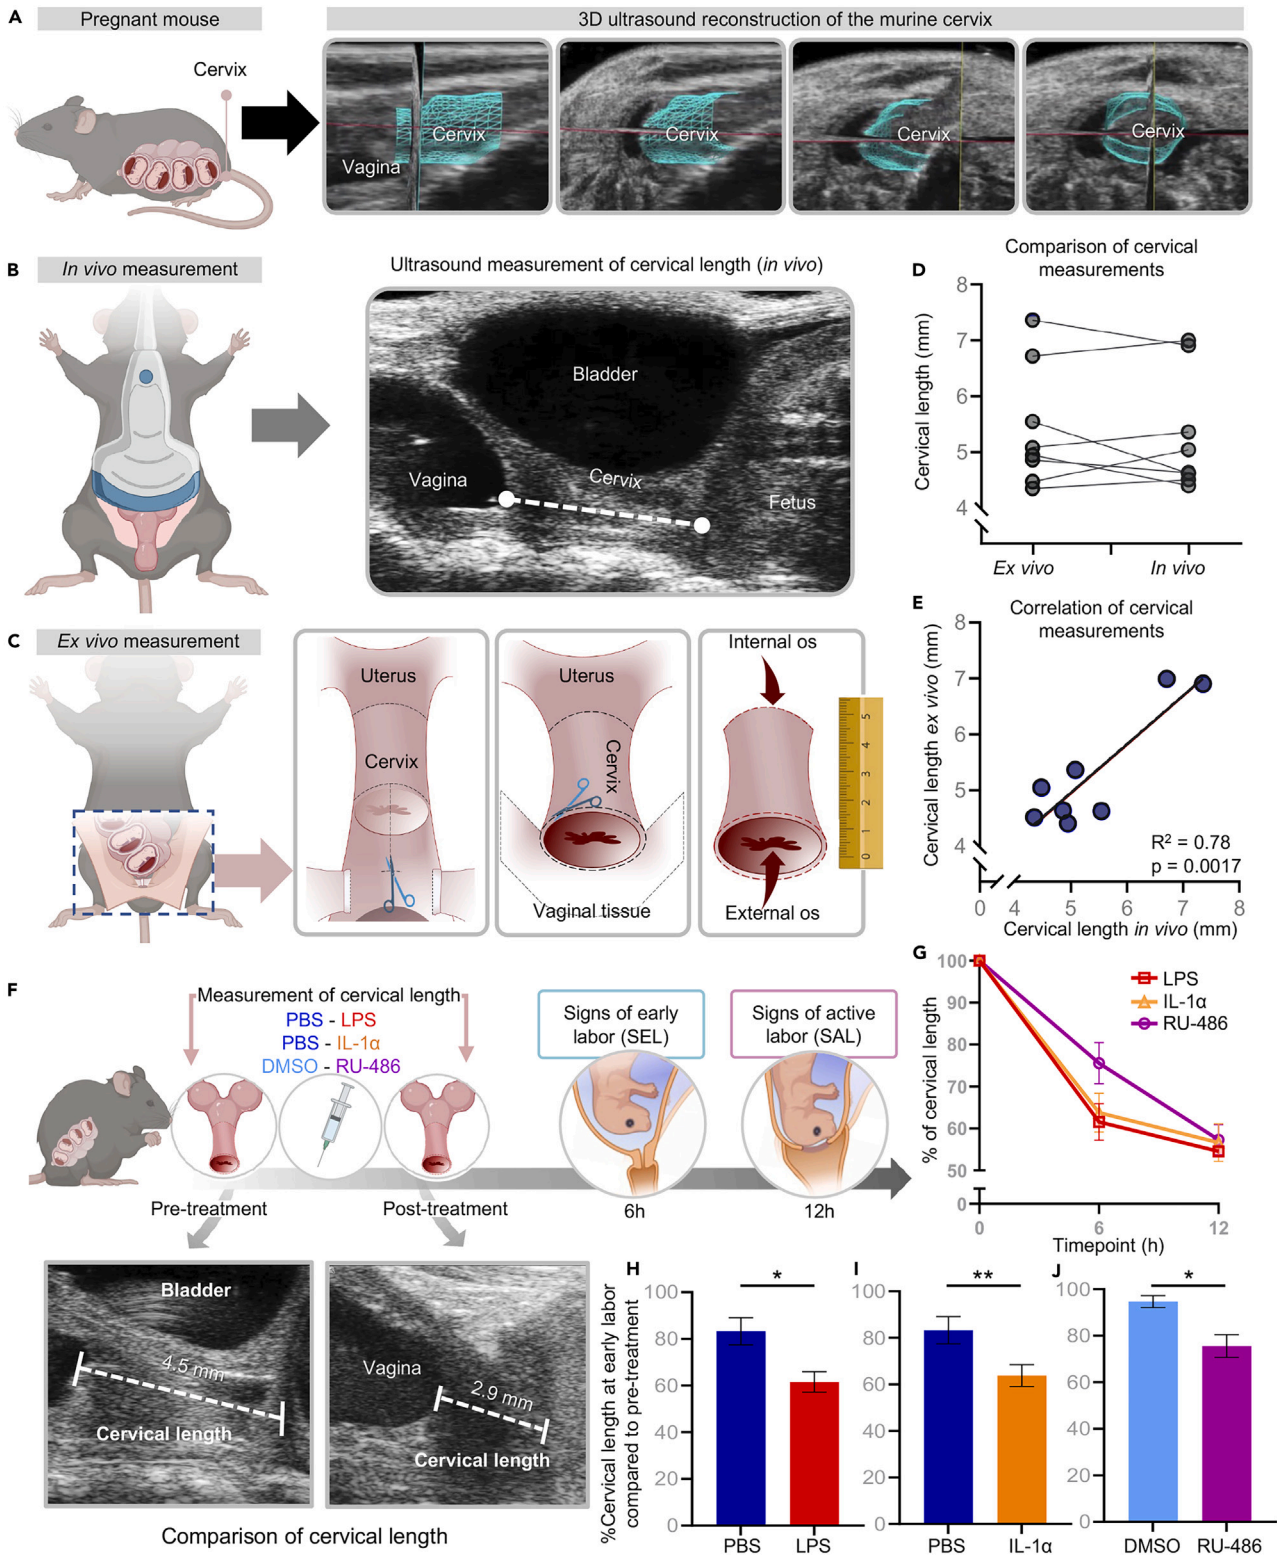 A
Pregnant mouse
3D ultrasound reconstruction of the murine cervix
Cervix
Cervix
Vagina
Cervix
Cervix
Cervix
B
In vivo measurement
Ultrasound measurement of cervical length (in vivo)
Bladder
Vagina
Cervix
Fetus
D
Comparison of cervical
measurements
Cervical length (mm)
8
7
6
5
4
Ex vivo
In vivo
C
Ex vivo measurement
Uterus
Cervix
Uterus
Cervix
Vaginal tissue
Internal os
External os
5
4
3
2
1
0
E
Correlation of cervical
measurements
Cervical length ex vivo (mm)
8
7
6
5
4
R² = 0.78
p = 0.0017
0
4
5
6
7
8
Cervical length in vivo (mm)
F
Measurement of cervical length
PBS - LPS
PBS - IL-1α
DMSO - RU-486
Signs of early
labor (SEL)
Signs of active
labor (SAL)
Pre-treatment
Post-treatment
6h
12h
Bladder
4.5 mm
Cervical length
Vagina
2.9 mm
Cervical length
Comparison of cervical length
G
% of cervical length
100
90
80
70
60
50
0
LPS
IL-1α
RU-486
0
6
12
Timepoint (h)
H
%Cervical length at early labor
compared to pre-treatment
100
80
60
40
20
0
*
PBS
LPS
I
100
80
60
40
20
0
**
PBS
IL-1α
J
100
80
60
40
20
0
*
DMSO
RU-486